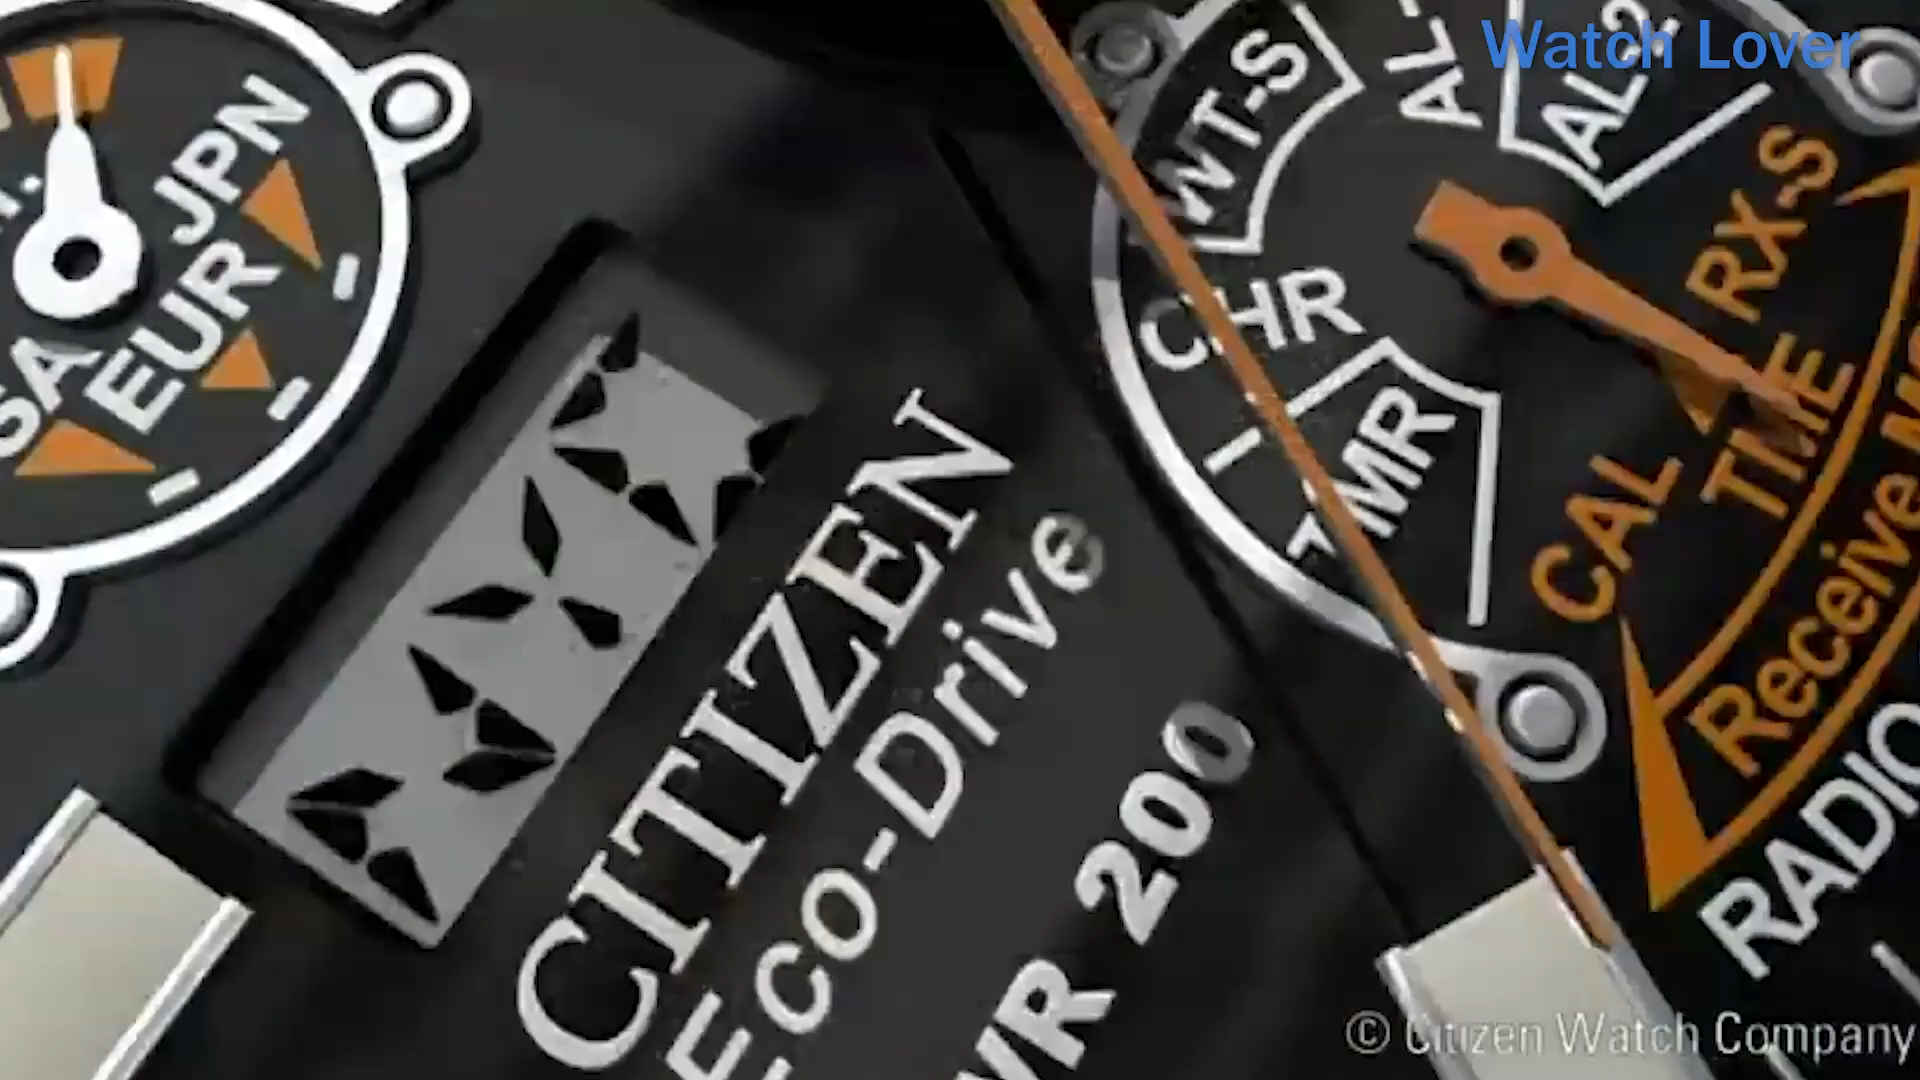 Watch Lover
JPN
EUR
WT-S
AL2
RX-S
CHR
TIME
TMR
CAL
Receive
RADIO
CITIZEN
Eco-Drive
WR 200
© Citizen Watch Company